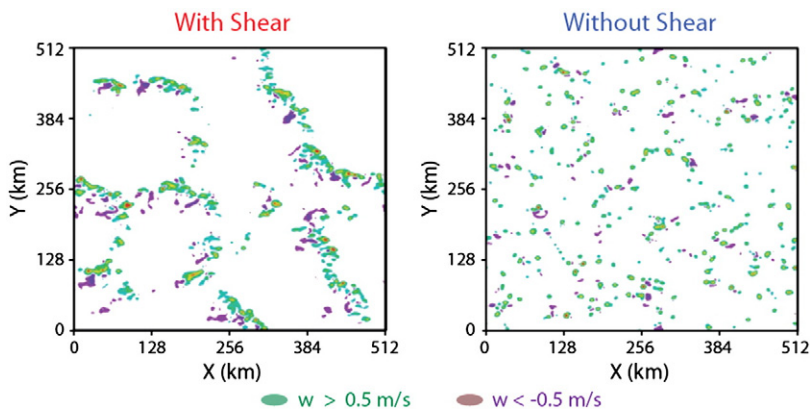 With Shear
Without Shear
512
384
256
128
0
Y (km)
0 128 256 384 512
X (km)
512
384
256
128
0
Y (km)
0 128 256 384 512
X (km)
w > 0.5 m/s
w < -0.5 m/s